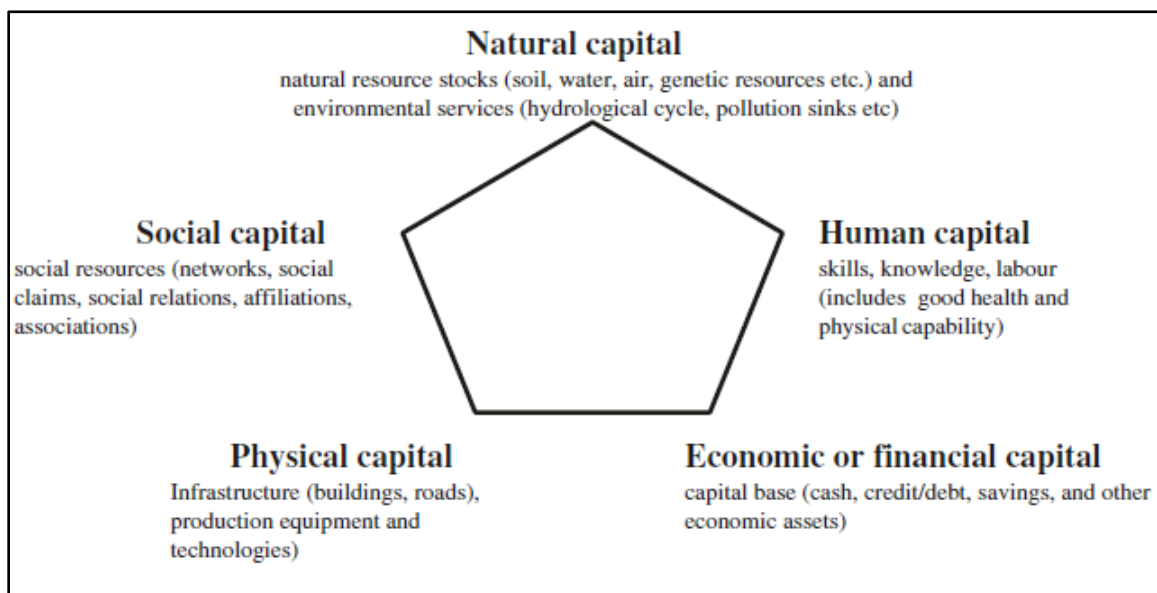 Natural capital
natural resource stocks (soil, water, air, genetic resources etc.) and
environmental services (hydrological cycle, pollution sinks etc)
Social capital
social resources (networks, social
claims, social relations, affiliations,
associations)
Human capital
skills, knowledge, labour
(includes good health and
physical capability)
Physical capital
Infrastructure (buildings, roads),
production equipment and
technologies)
Economic or financial capital
capital base (cash, credit/debt, savings, and other
economic assets)